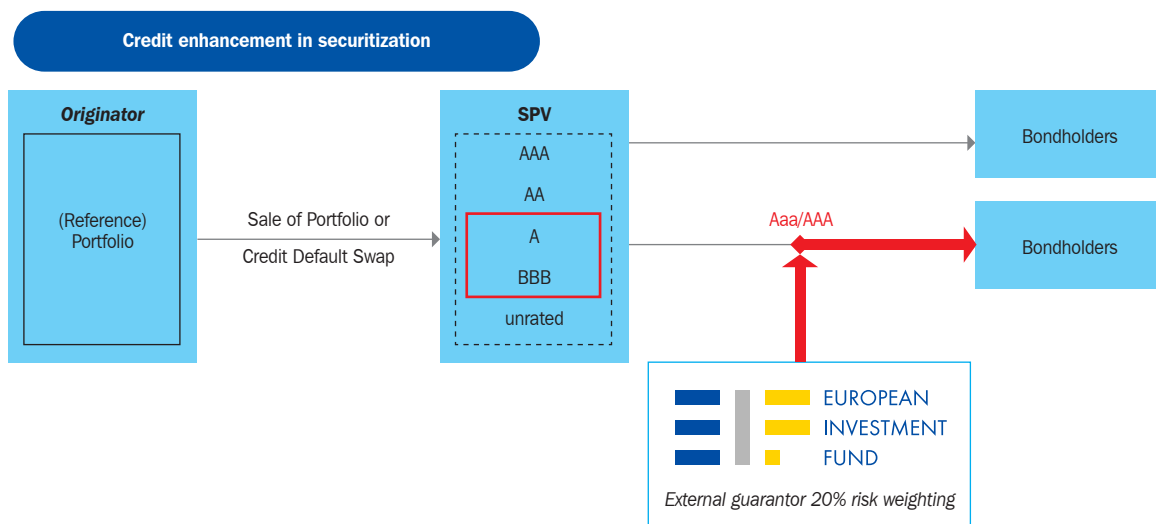 Credit enhancement in securitization
Originator
(Reference)
Portfolio
Sale of Portfolio or
Credit Default Swap
SPV
AAA
AA
A
BBB
unrated
Bondholders
Aaa/AAA
Bondholders
EUROPEAN
INVESTMENT
FUND
External guarantor 20% risk weighting